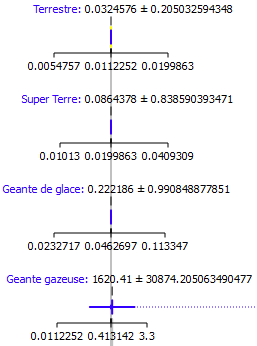 Terrestre: 0.0324576 ± 0.205032594348
0.0054757 0.0112252 0.0199863
Super Terre: 0.0864378 ± 0.838590393471
0.01013 0.0199863 0.0409309
Geante de glace: 0.222186 ± 0.990848877851
0.0232717 0.0462697 0.113347
Geante gazeuse: 1620.41 ± 30874.205063490477
0.0112252 0.413142 3.3